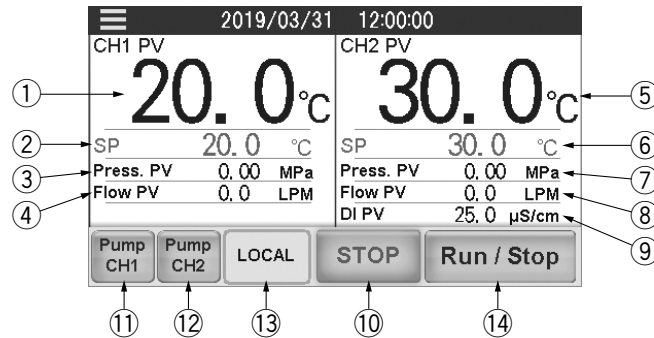 2019/03/31 12:00:00
CH1 PV CH2 PV
① 20.0℃ 30.0℃ ⑤
② SP 20.0 ℃ SP 30.0 ℃ ⑥
③ Press. PV 0.00 MPa Press. PV 0.00 MPa ⑦
④ Flow PV 0.0 LPM Flow PV 0.0 LPM ⑧
DI PV 25.0 μS/cm ⑨
Pump CH1 Pump CH2 LOCAL STOP Run / Stop
⑪ ⑫ ⑬ ⑩ ⑭